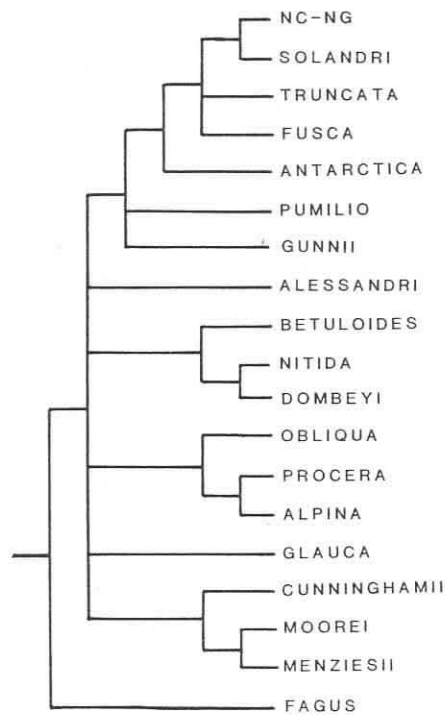 NC-NG
SOLANDRI
TRUNCATA
FUSCA
ANTARCTICA
PUMILIO
GUNNII
ALESSANDRI
BETULOIDES
NITIDA
DOMBEYI
OBLIQUA
PROCERA
ALPINA
GLAUCA
CUNNINGHAMII
MOOREI
MENZIESII
FAGUS